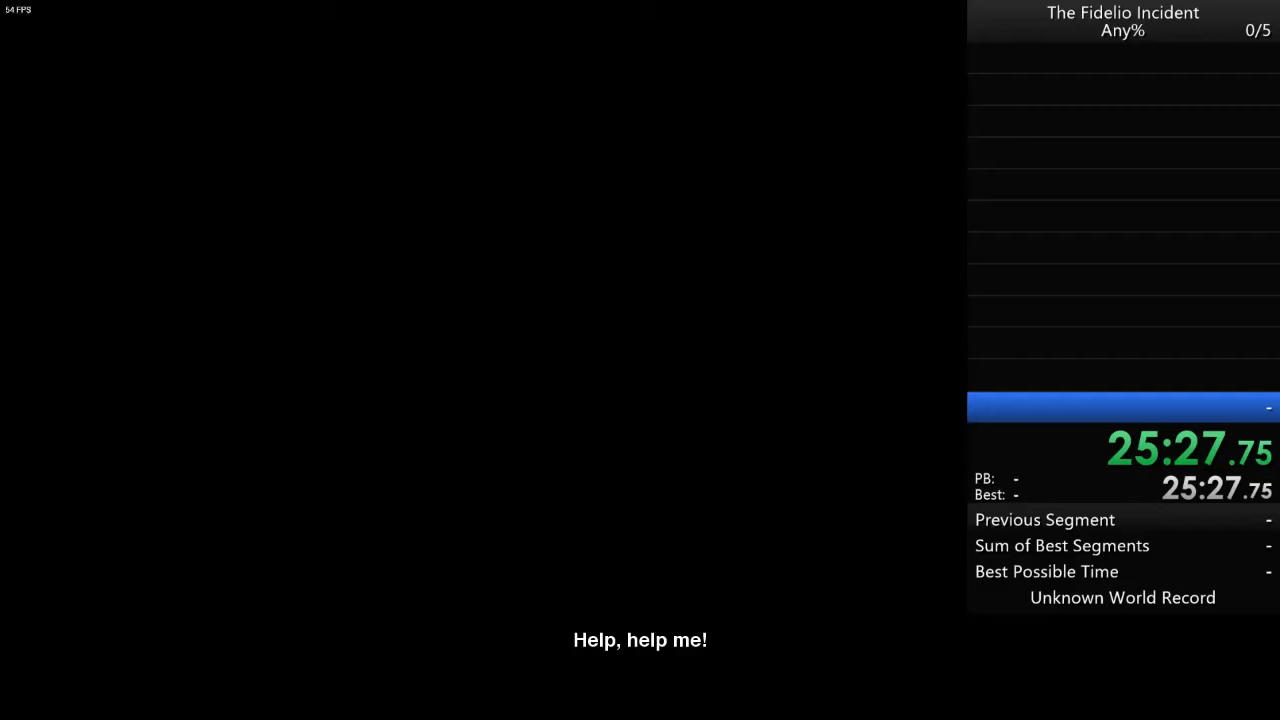 54 FPS
The Fidelio Incident
Any% 0/5
-
25:27.75
PB: -
25:27.75
Best: -
Previous Segment -
Sum of Best Segments -
Best Possible Time -
Unknown World Record
Help, help me!